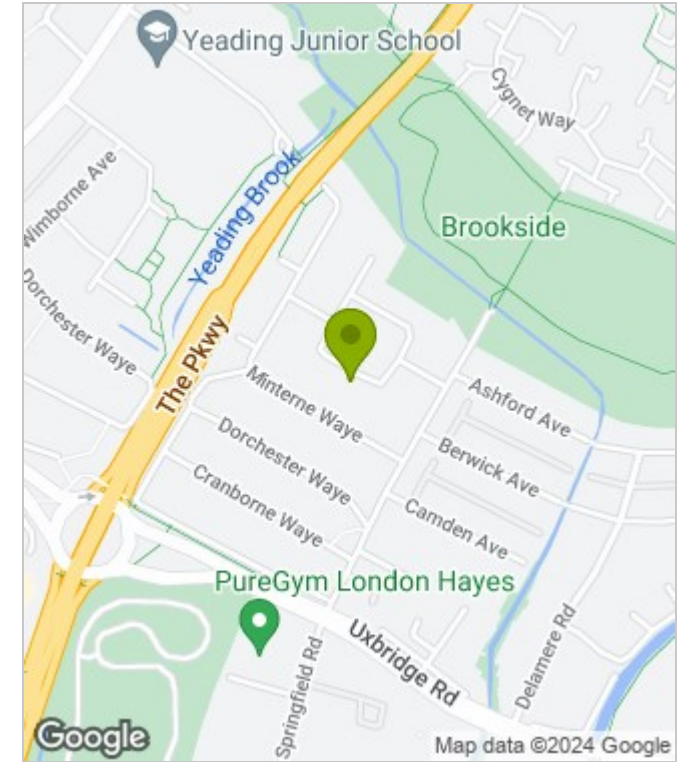 Yeading Junior School
Cygnet Way
Wimborne Ave
Yeading Brook
Brookside
Dorchester Waye
The Pkwy
Minterne Waye
Ashford Ave
Dorchester Waye
Berwick Ave
Cranborne Waye
Camden Ave
PureGym London Hayes
Uxbridge Rd
Delamere Rd
Springfield Rd
Google
Map data ©2024 Google